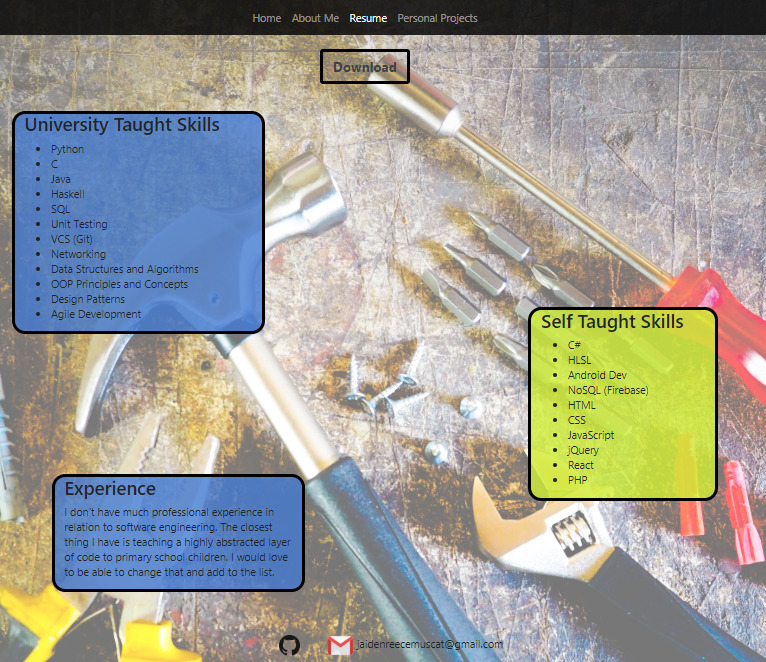 Home About Me Resume Personal Projects
Download
University Taught Skills
Python
C
Java
Haskell
SQL
Unit Testing
VCS (Git)
Networking
Data Structures and Algorithms
OOP Principles and Concepts
Design Patterns
Agile Development
Self Taught Skills
C#
HLSL
Android Dev
NoSQL (Firebase)
HTML
CSS
JavaScript
jQuery
React
PHP
Experience
I don't have much professional experience in
relation to software engineering. The closest
thing I have is teaching a highly abstracted layer
of code to primary school children. I would love
to be able to change that and add to the list.
jaidenreecemuscat@gmail.com